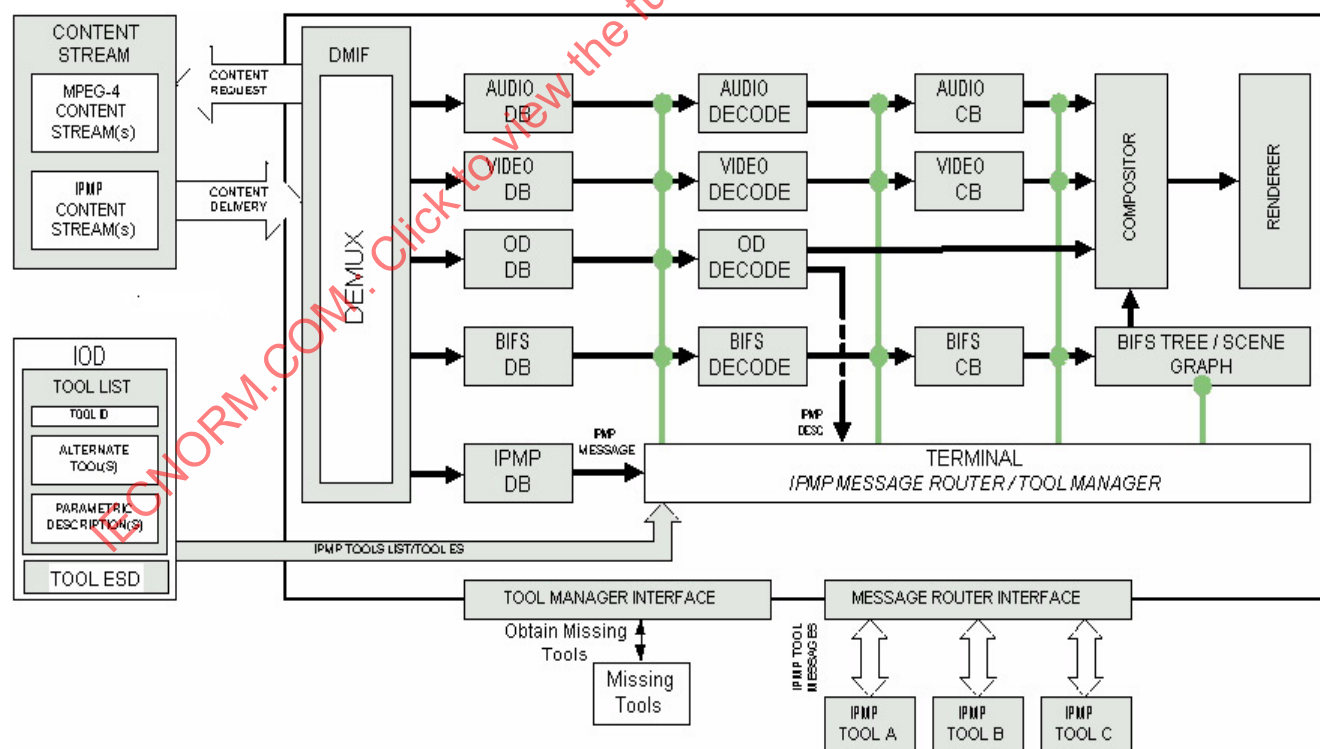 CONTENT
STREAM
MPEG-4
CONTENT
STREAM(s)
IPMP
CONTENT
STREAM(s)
CONTENT
REQUEST
CONTENT
DELIVERY
DMIF
DEMUX
AUDIO
DB
AUDIO
DECODE
AUDIO
CB
VIDEO
DB
VIDEO
DECODE
VIDEO
CB
OD
DB
OD
DECODE
BIFS
DB
BIFS
DECODE
BIFS
CB
COMPOSITOR
RENDERER
BIFS TREE / SCENE
GRAPH
IPMP
DB
IPMP
MESSAGE
IPMP
DESC
TERMINAL
IPMP MESSAGE ROUTER / TOOL MANAGER
IOD
TOOL LIST
TOOL ID
ALTERNATE
TOOL(S)
PARAMETRIC
DESCRIPTION(S)
TOOL ESD
IPMP TOOLS LIST/TOOL ES
TOOL MANAGER INTERFACE
Obtain Missing
Tools
Missing
Tools
MESSAGE ROUTER INTERFACE
IPMP TOOL
MESSAGES
IPMP
TOOL A
IPMP
TOOL B
IPMP
TOOL C
IECNORM.COM. Click to view the fu